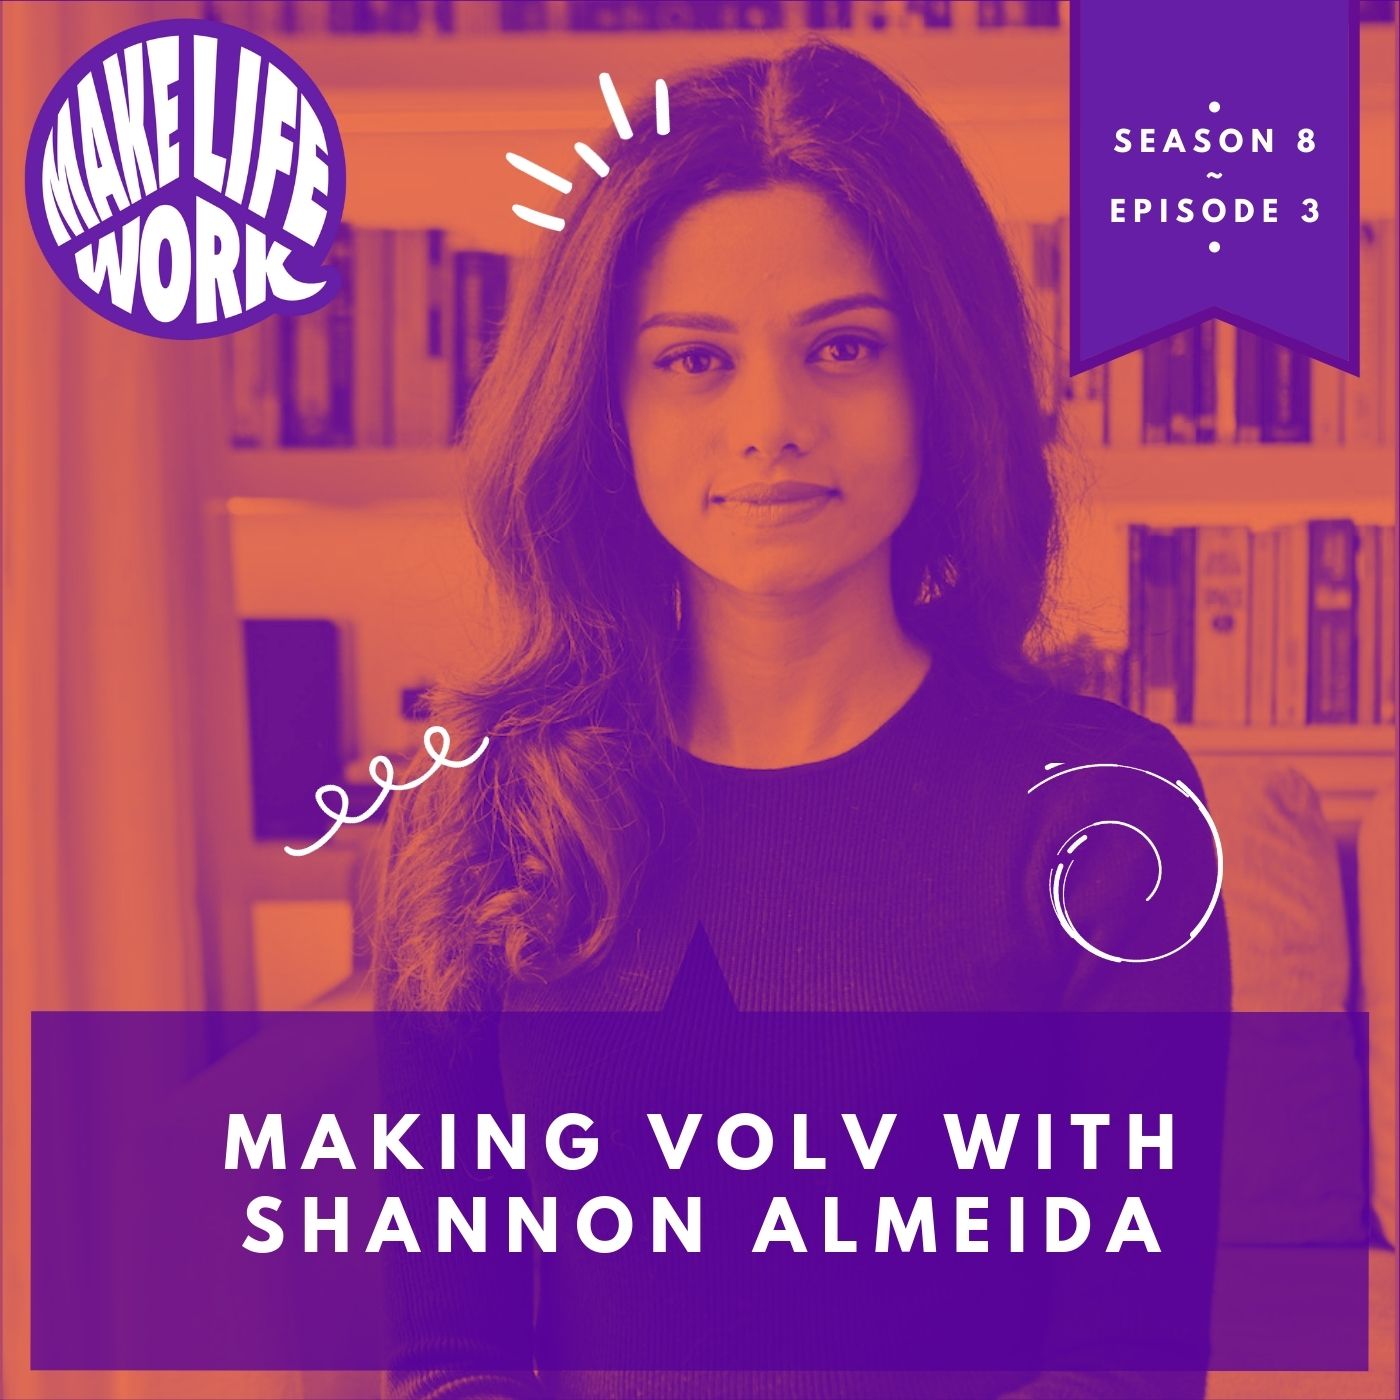 MAKE LIFE
WORK
SEASON 8
~
EPISODE 3
MAKING VOLV WITH
SHANNON ALMEIDA